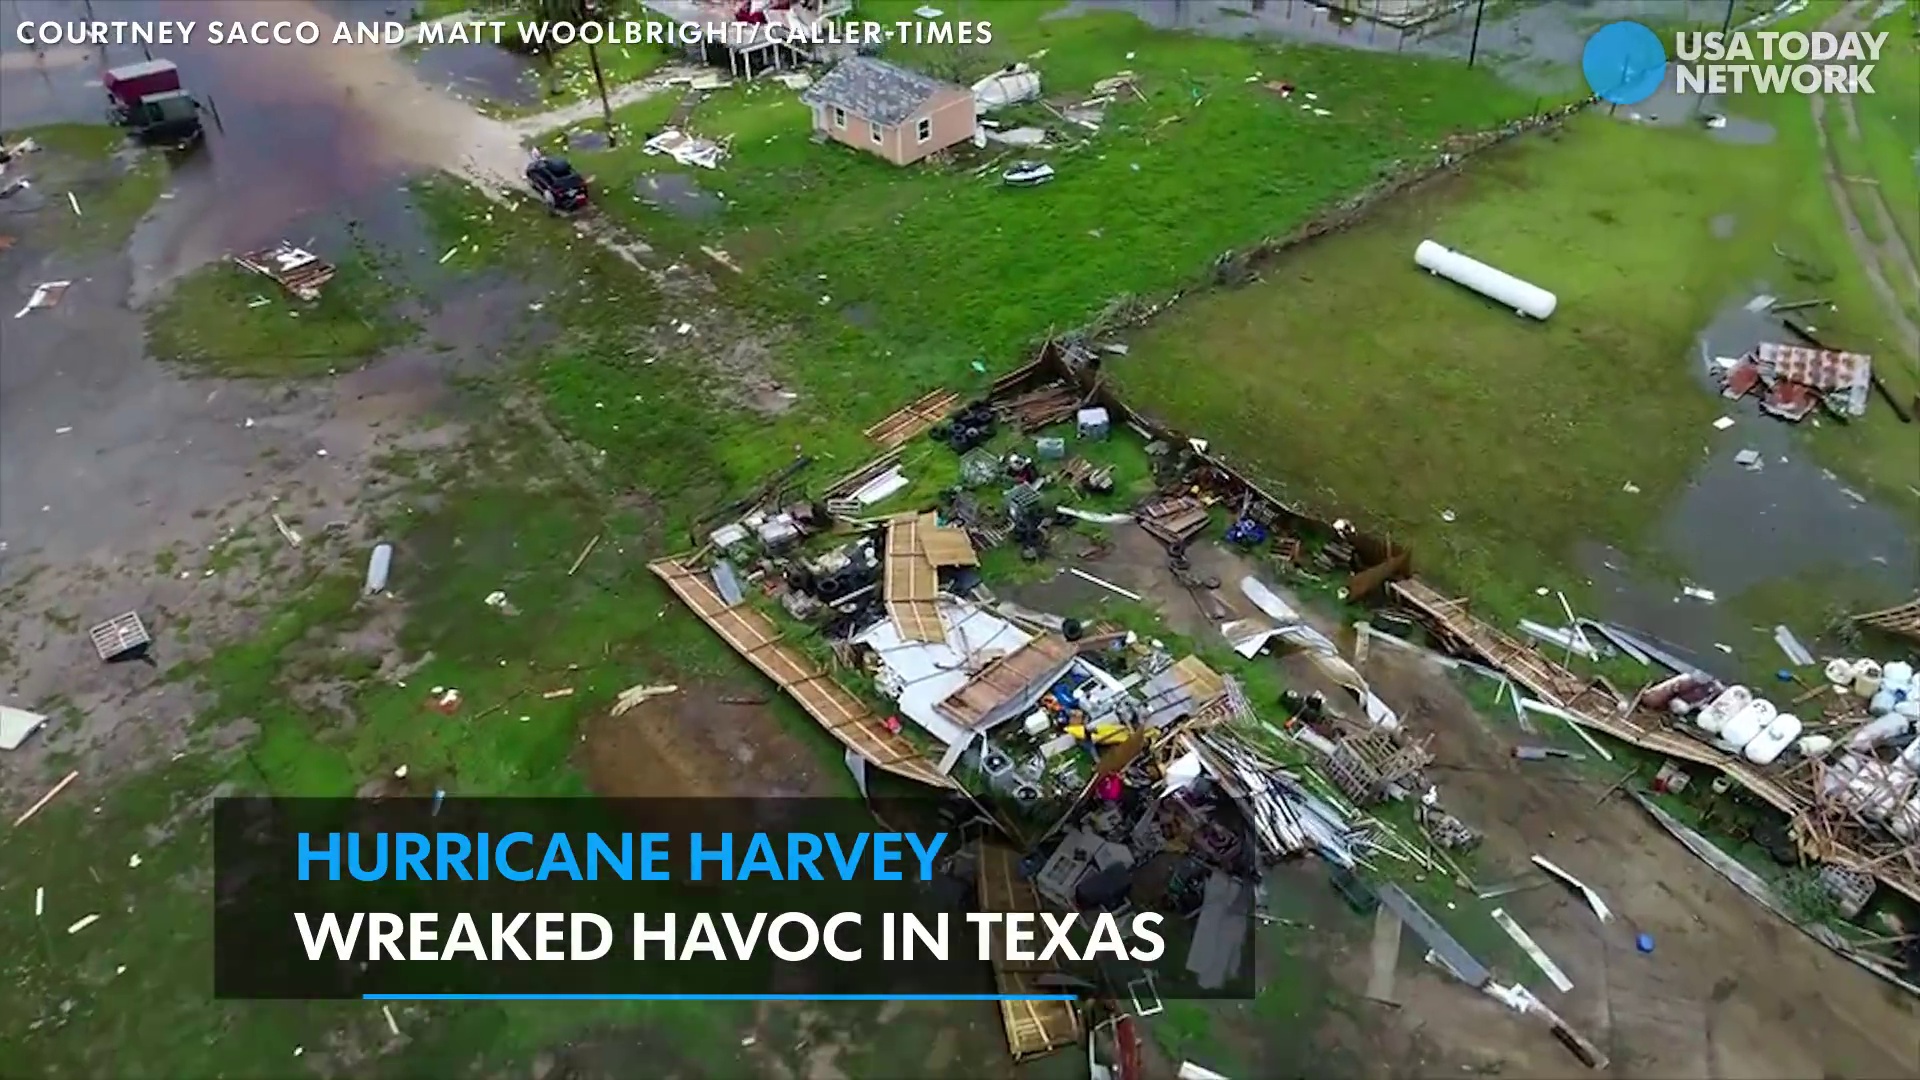 COURTNEY SACCO AND MATT WOOLBRIGHT/CALLER-TIMES
USA TODAY
NETWORK
HURRICANE HARVEY
WREAKED HAVOC IN TEXAS